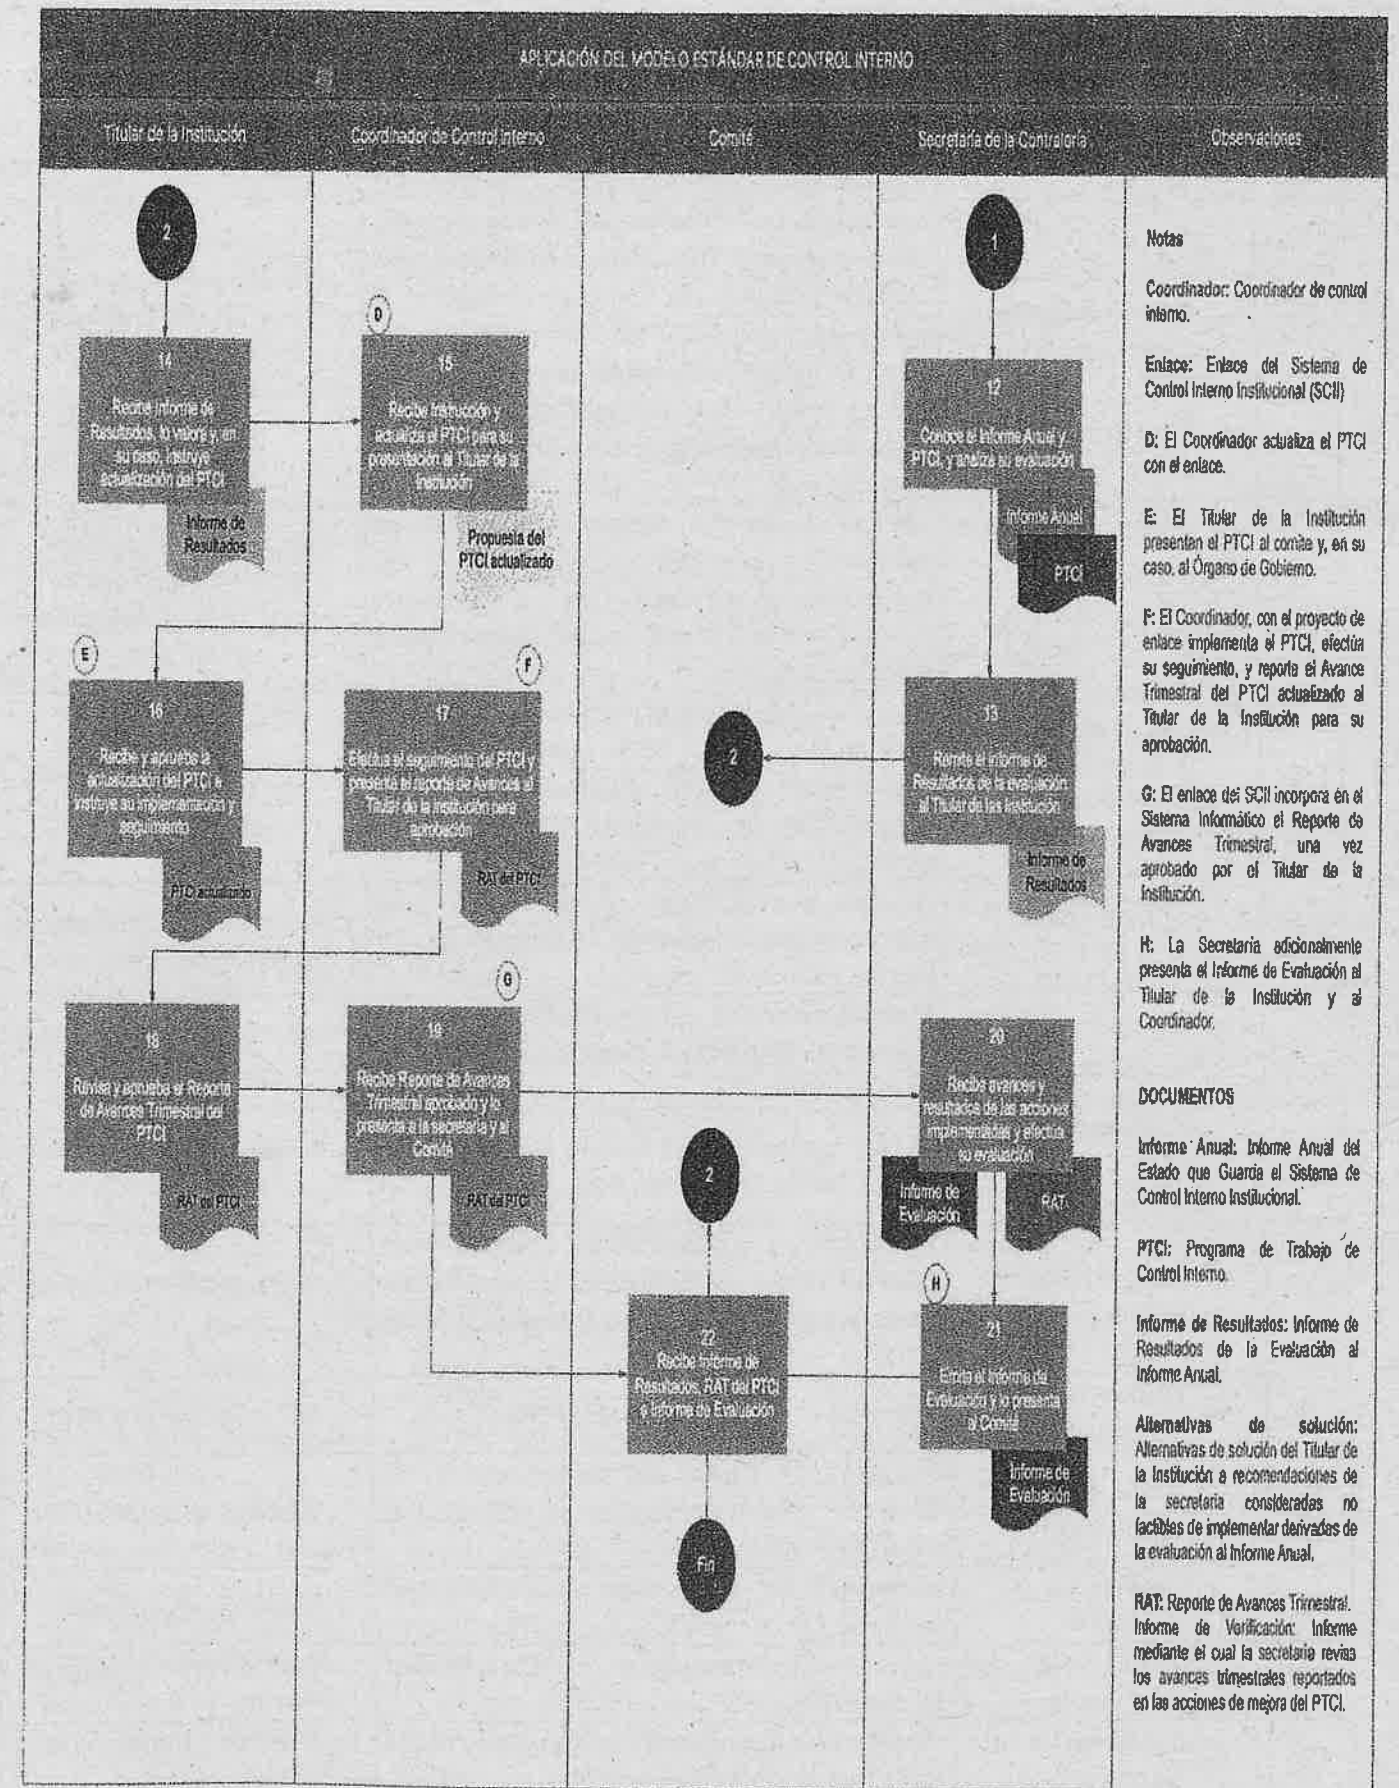 APLICACIÓN DEL MODELO ESTÁNDAR DE CONTROL INTERNO
Titular de la Institución
Coordinador de Control Interno
Comité
Secretaría de la Contraloría
Observaciones
2
14
Recibe Informe de
Resultados, lo valora y, en
su caso, instruye
actualización del PTCI
Informe de
Resultados
D
15
Recibe Instrucción y
actualiza el PTCI para su
presentación al Titular de la
Institución
Propuesta del
PTCI actualizado
1
12
Conoce el Informe Anual y
PTCI, y analiza su evaluación
Informe Anual
PTCI
E
16
Recibe y aprueba la
actualización del PTCI e
instruye su implementación y
seguimiento
PTCI actualizado
F
17
Efectúa el seguimiento del PTCI y
presenta el reporte de Avances al
Titular de la Institución para
aprobación
RAT del PTCI
2
13
Remite el informe de
Resultados de la evaluación
al Titular de las Institución
Informe de
Resultados
18
Revisa y aprueba el Reporte
de Avances Trimestral del
PTCI
RAT del PTCI
G
19
Recibe Reporte de Avances
Trimestral aprobado y lo
presenta a la secretaría y al
Comité
RAT del PTCI
20
Recibe avances y
resultados de las acciones
implementadas y efectúa
su evaluación
Informe de
Evaluación
RAT
2
22
Recibe Informe de
Resultados, RAT del PTCI
e Informe de Evaluación
H
21
Emite el Informe de
Evaluación y lo presenta
al Comité
Informe de
Evaluación
Fin
Notas
Coordinador: Coordinador de control
interno.
Enlace: Enlace del Sistema de
Control Interno Institucional (SCII)
D: El Coordinador actualiza el PTCI
con el enlace.
E: El Titular de la Institución
presentan el PTCI al comite y, en su
caso, al Órgano de Gobierno.
F: El Coordinador, con el proyecto de
enlace implementa el PTCI, efectúa
su seguimiento, y reporta el Avance
Trimestral del PTCI actualizado al
Titular de la Institución para su
aprobación.
G: El enlace del SCII incorpora en el
Sistema Informático el Reporte de
Avances Trimestral, una vez
aprobado por el Titular de la
Institución.
H: La Secretaria adicionalmente
presenta el Informe de Evaluación al
Titular de la Institución y al
Coordinador.
DOCUMENTOS
Informe Anual: Informe Anual del
Estado que Guarda el Sistema de
Control Interno Institucional.
PTCI: Programa de Trabajo de
Control Interno.
Informe de Resultados: Informe de
Resultados de la Evaluación al
Informe Anual.
Alternativas de solución:
Alternativas de solución del Titular de
la Institución a recomendaciones de
la secretaria consideradas no
factibles de implementar derivadas de
la evaluación al Informe Anual.
RAT: Reporte de Avances Trimestral.
Informe de Verificación: Informe
mediante el cual la secretaria revisa
los avances trimestrales reportados
en las acciones de mejora del PTCI.